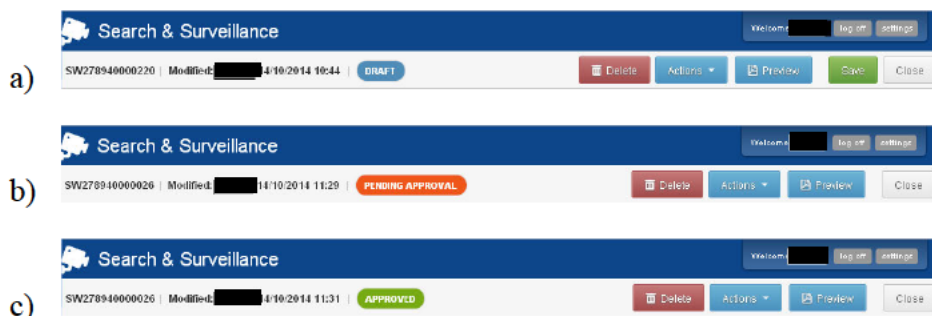 Search & Surveillance Welcome log off settings
a) SW278940000220 | Modified: 14/10/2014 10:44 | DRAFT Delete Actions Preview Save Close
Search & Surveillance Welcome log off settings
b) SW278940000026 | Modified: 14/10/2014 11:29 | PENDING APPROVAL Delete Actions Preview Close
Search & Surveillance Welcome log off settings
c) SW278940000026 | Modified: 14/10/2014 11:31 | APPROVED Delete Actions Preview Close